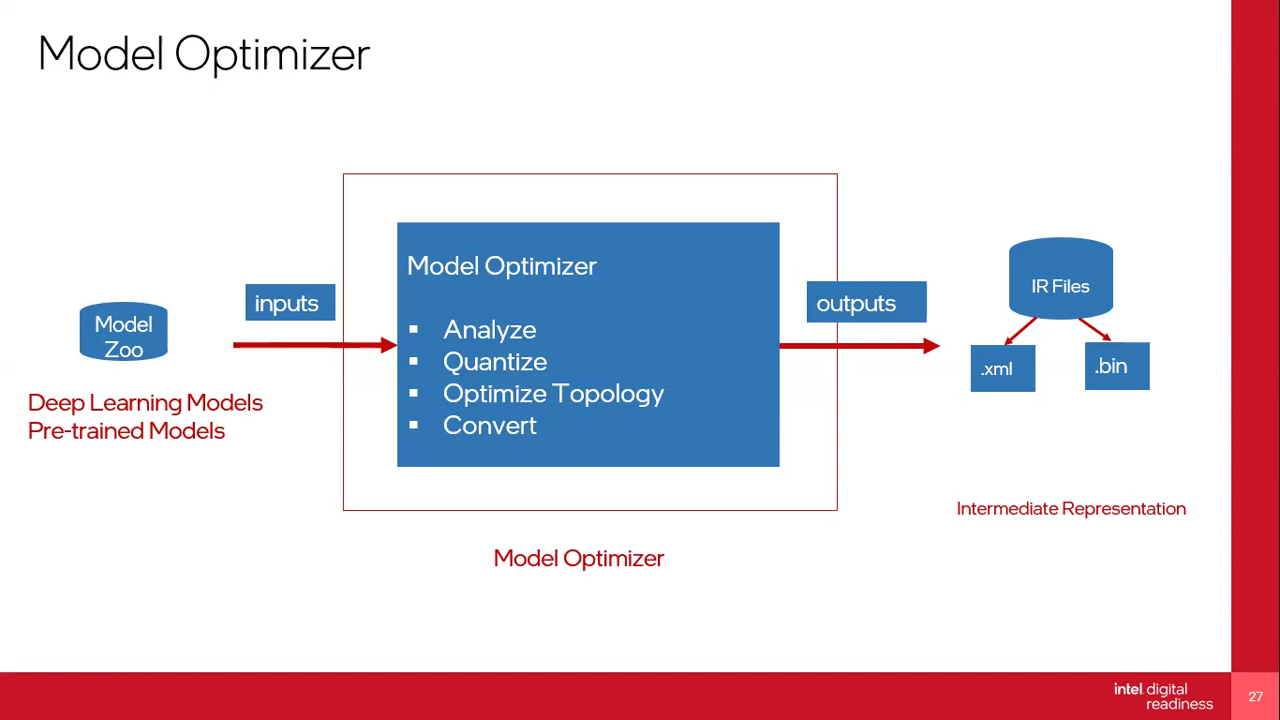 Model Optimizer
Model
Zoo
Deep Learning Models
Pre-trained Models
inputs
Model Optimizer
▪ Analyze
▪ Quantize
▪ Optimize Topology
▪ Convert
Model Optimizer
outputs
IR Files
.xml
.bin
Intermediate Representation
intel. digital
readiness
27